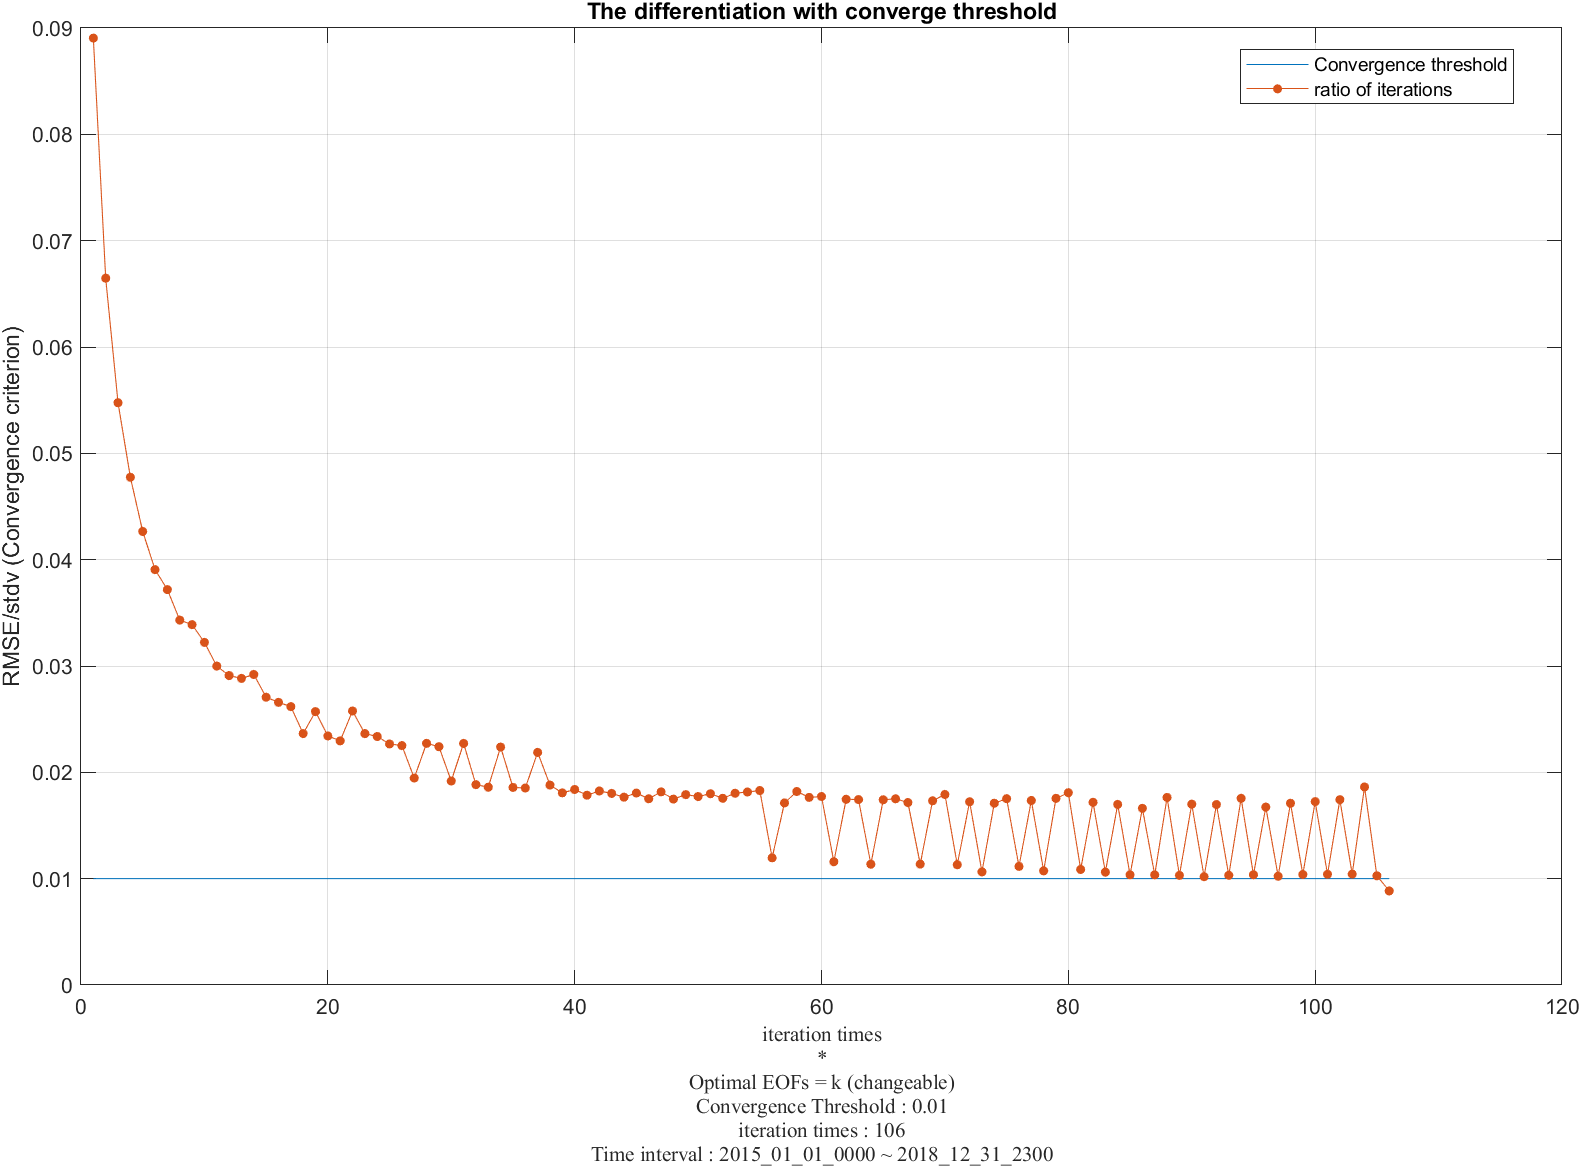 The differentiation with converge threshold
Convergence threshold
ratio of iterations
RMSE/stdv (Convergence criterion)
0.09
0.08
0.07
0.06
0.05
0.04
0.03
0.02
0.01
0
0 20 40 60 80 100 120
iteration times
*
Optimal EOFs = k (changeable)
Convergence Threshold : 0.01
iteration times : 106
Time interval : 2015_01_01_0000 ~ 2018_12_31_2300